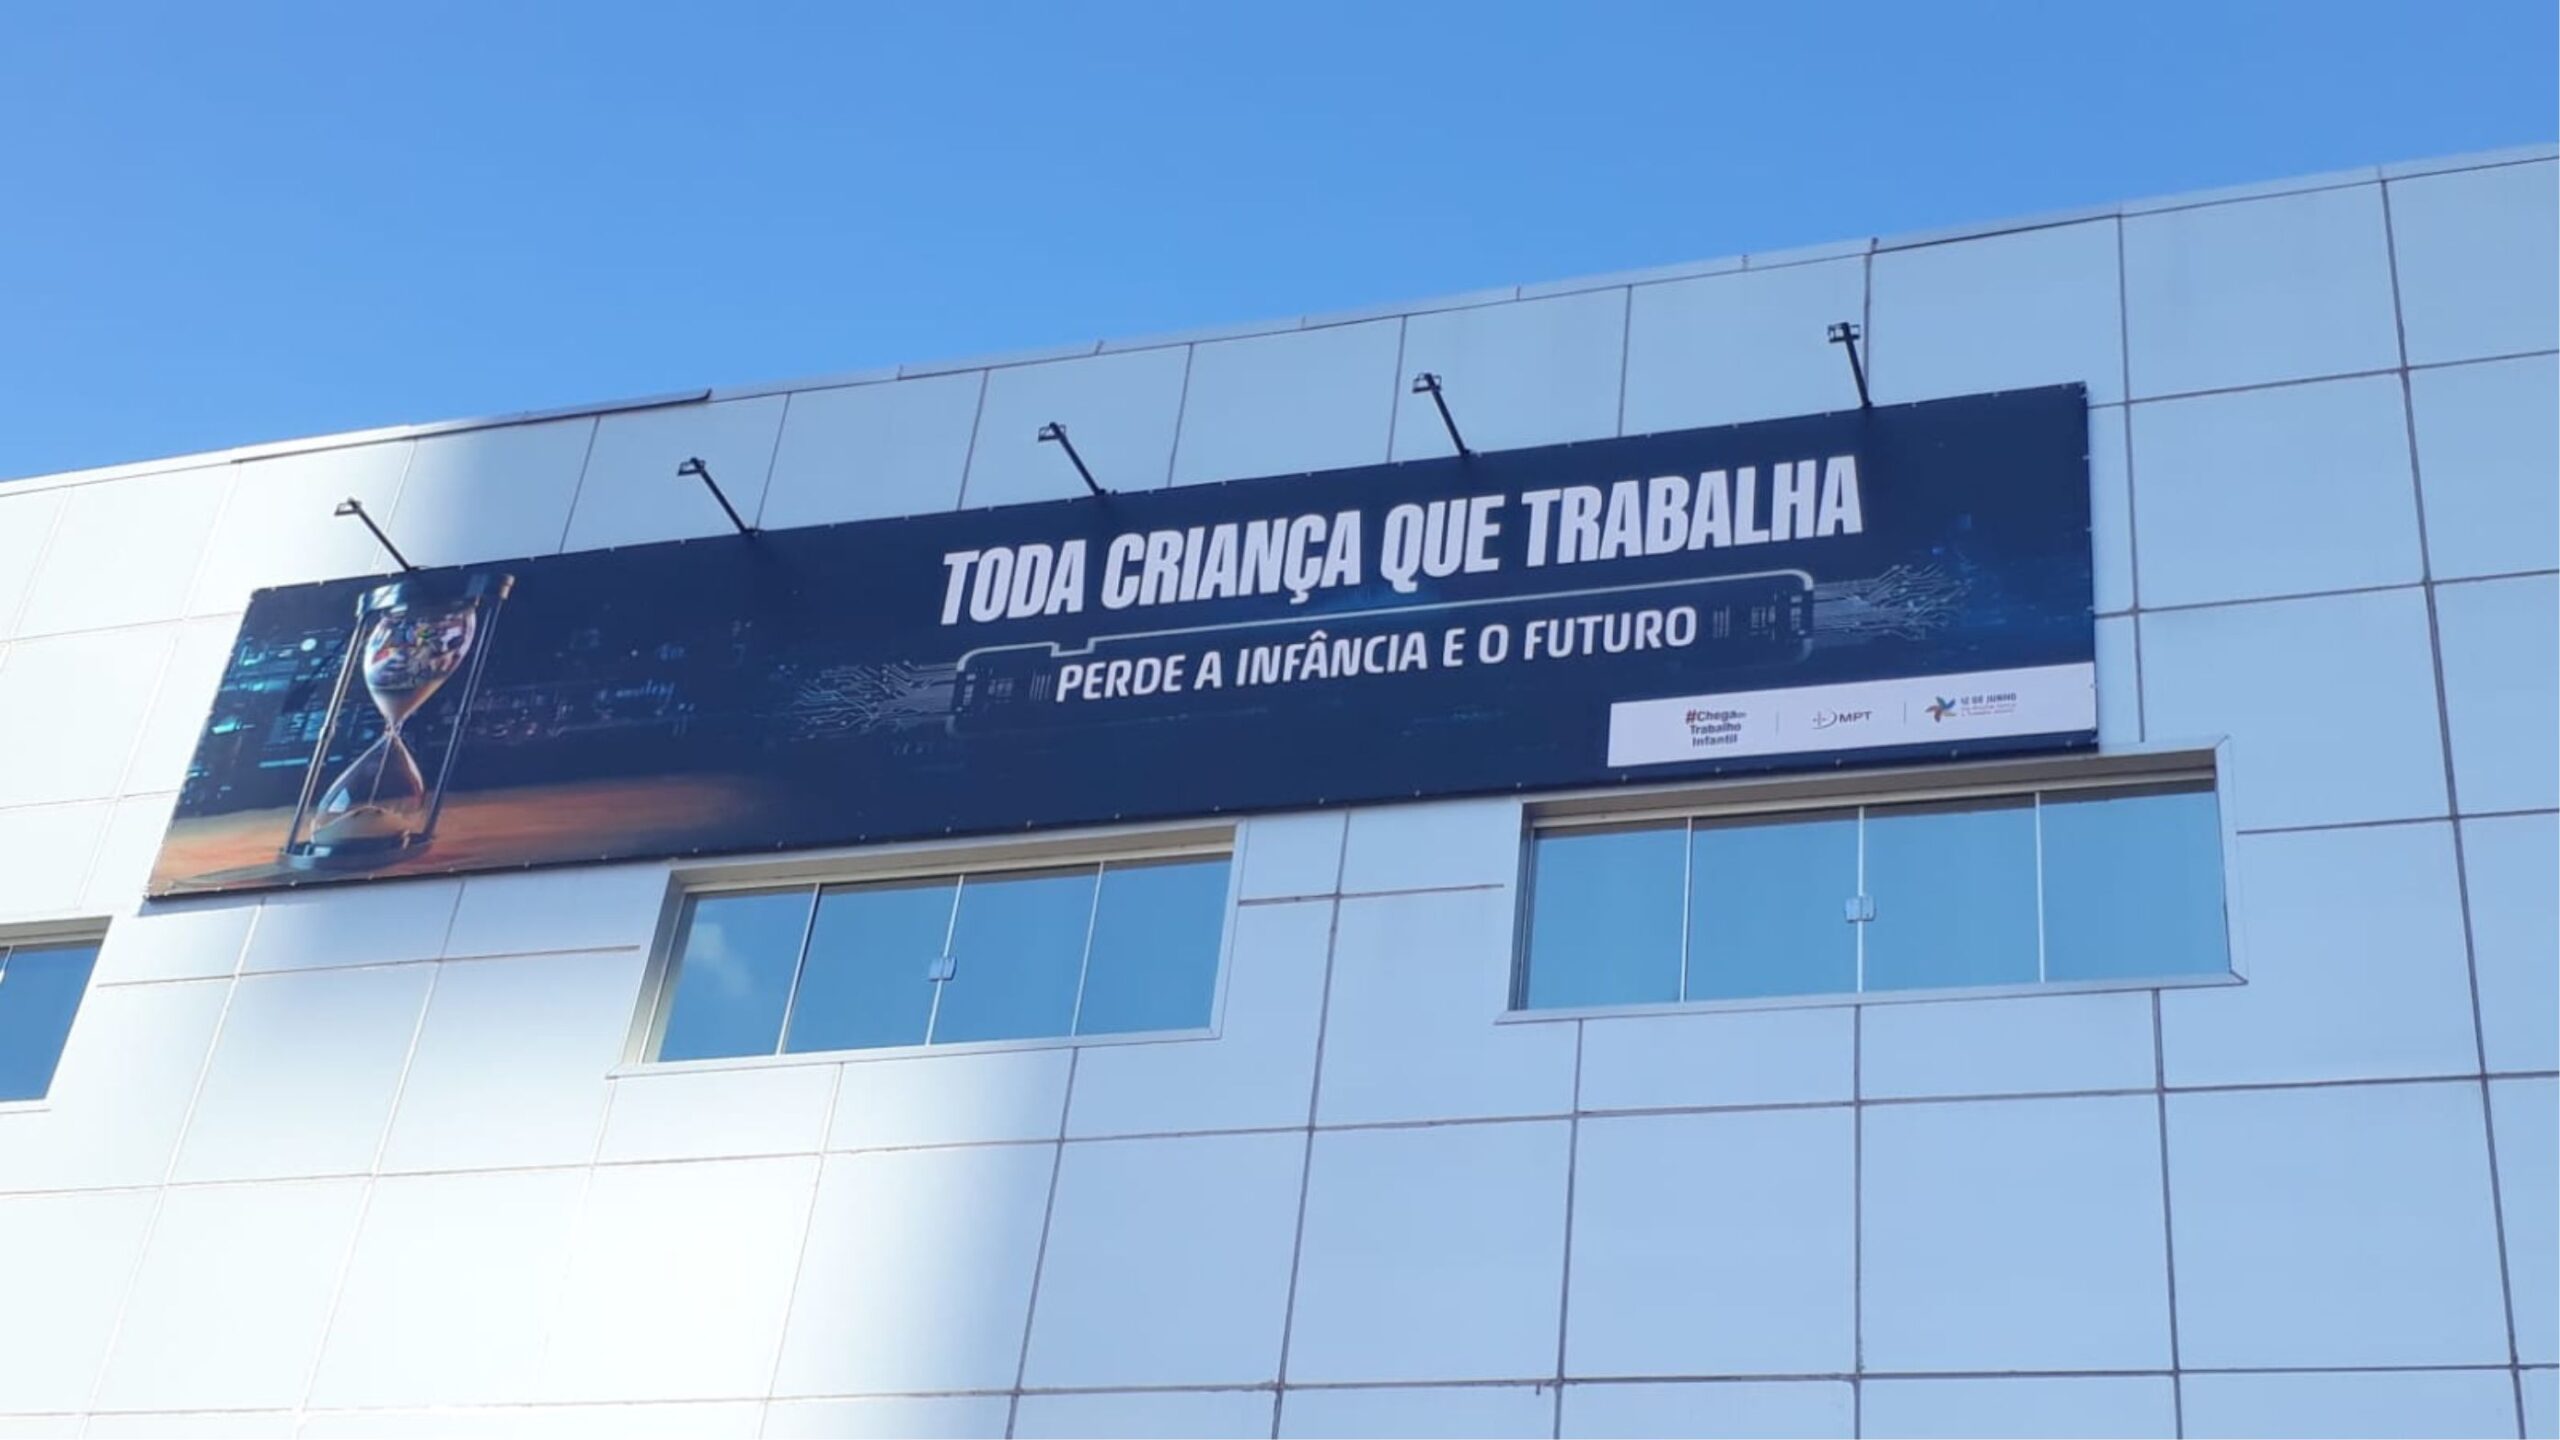 TODA CRIANÇA QUE TRABALHA
PERDE A INFÂNCIA E O FUTURO
#Chega de
Trabalho
Infantil
MPT
12 DE JUNHO